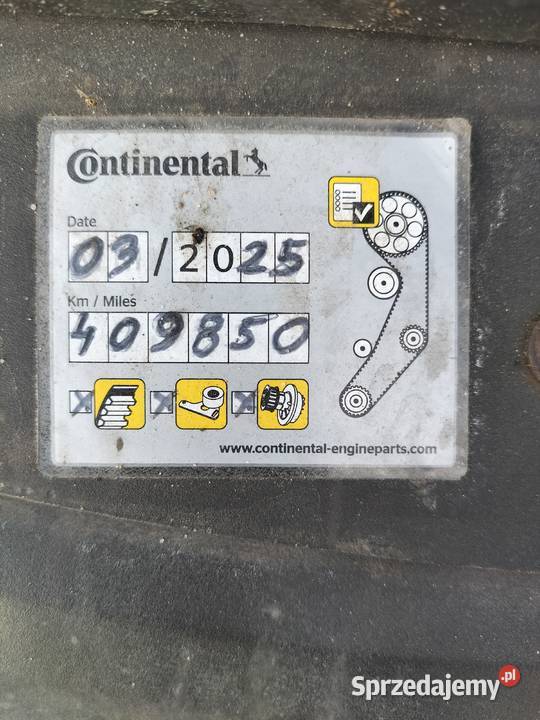 Continental
Date
03/2025
Km / Miles
409850
www.continental-engineparts.com
Sprzedajemy.pl